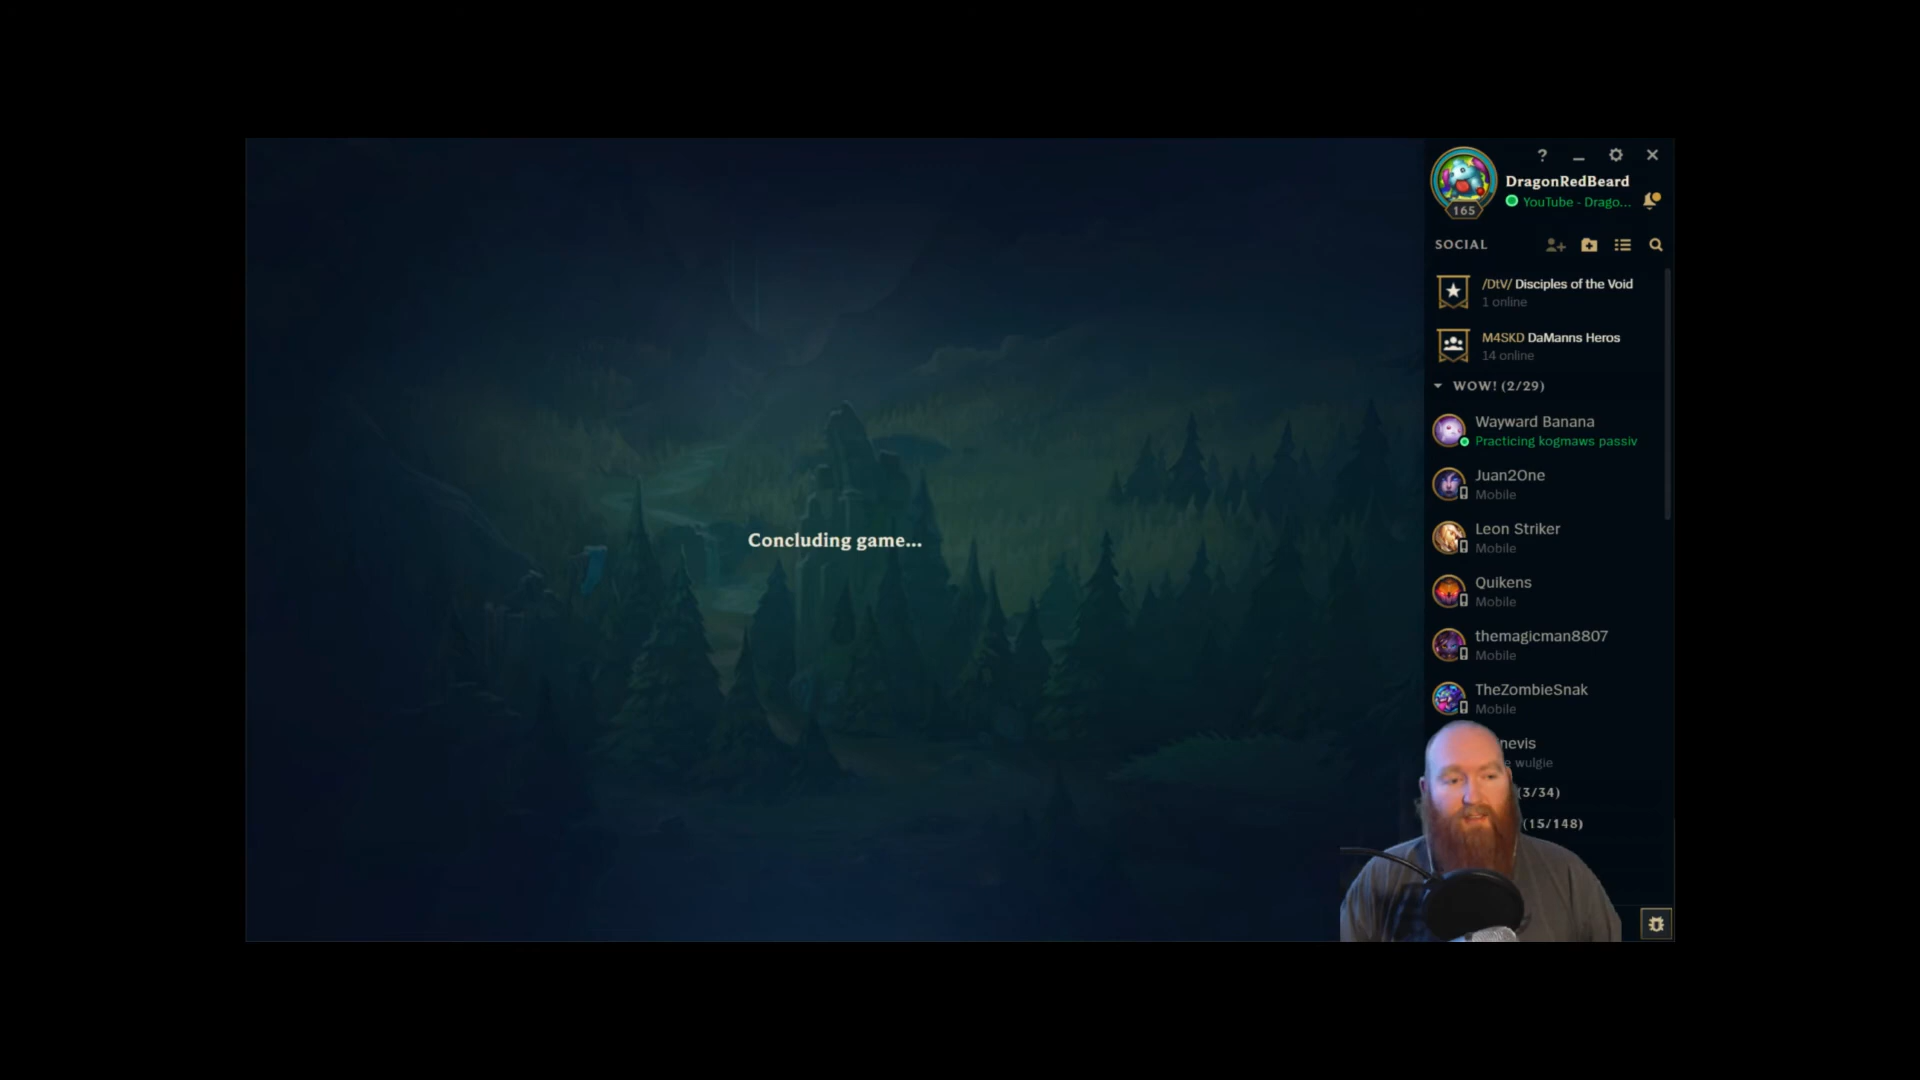 ?
DragonRedBeard
YouTube - Drago...
165
SOCIAL
/DtV/ Disciples of the Void
1 online
M4SKD DaManns Heros
14 online
WOW! (2/29)
Wayward Banana
Practicing kogmaws passiv
Juan2One
Mobile
Leon Striker
Mobile
Concluding game...
Quikens
Mobile
themagicman8807
Mobile
TheZombieSnak
Mobile
nevis
wulgie
(3/34)
(15/148)